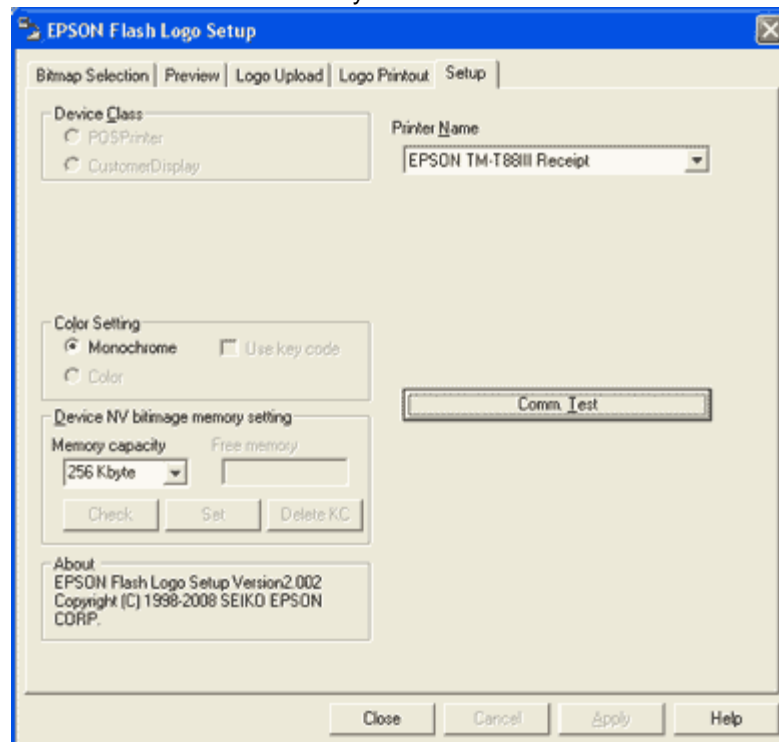 EPSON Flash Logo Setup
Bitmap Selection
Preview
Logo Upload
Logo Printout
Setup
Device Class
POSPrinter
CustomerDisplay
Printer Name
EPSON TM-T88III Receipt
Color Setting
Monochrome
Use key code
Color
Comm. Test
Device NV bitimage memory setting
Memory capacity
Free memory
256 Kbyte
Check
Set
Delete KC
About
EPSON Flash Logo Setup Version2.002
Copyright (C) 1998-2008 SEIKO EPSON
CORP.
Close
Cancel
Apply
Help